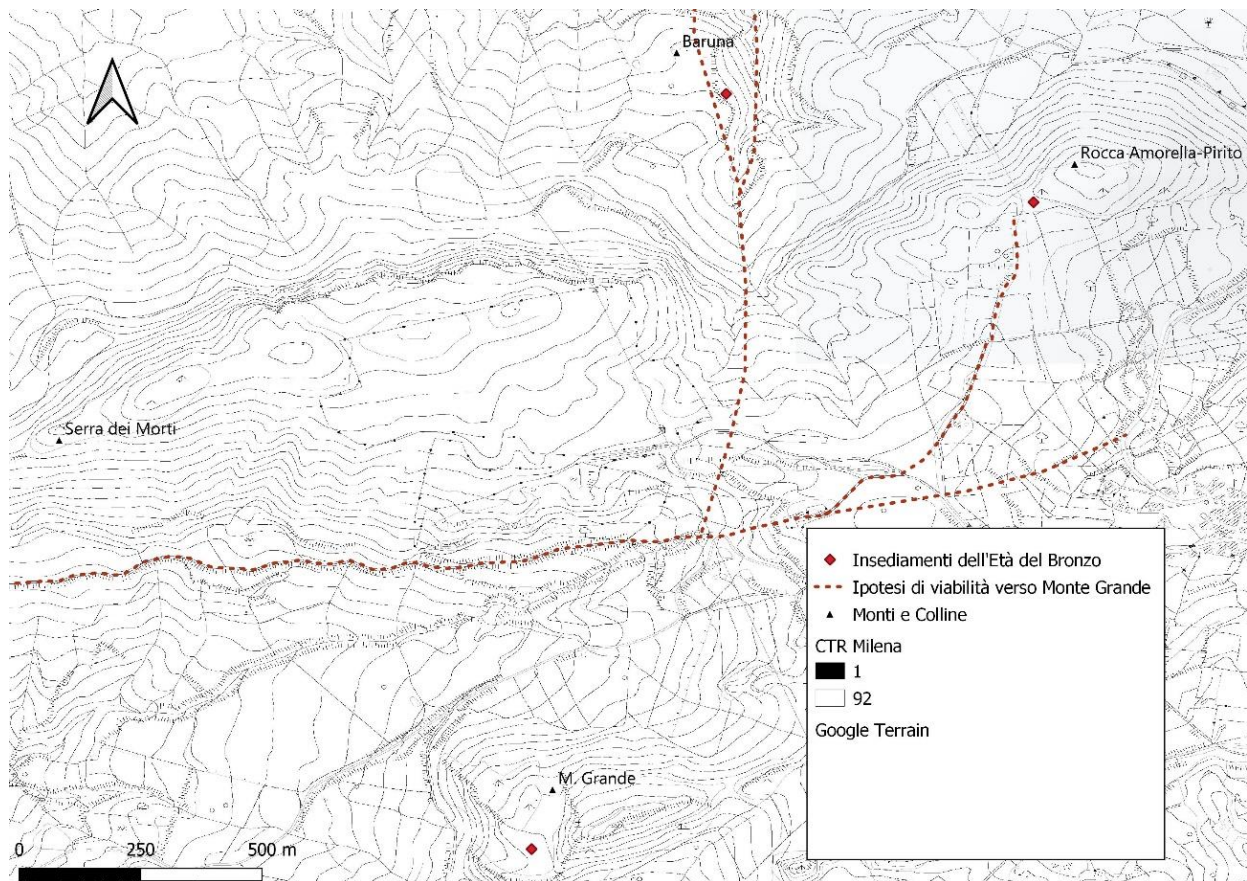 Baruna
Rocca Amorella-Pirito
Serra dei Morti
M. Grande
0 250 500 m
Insediamenti dell'Età del Bronzo
Ipotesi di viabilità verso Monte Grande
Monti e Colline
CTR Milena
1
92
Google Terrain